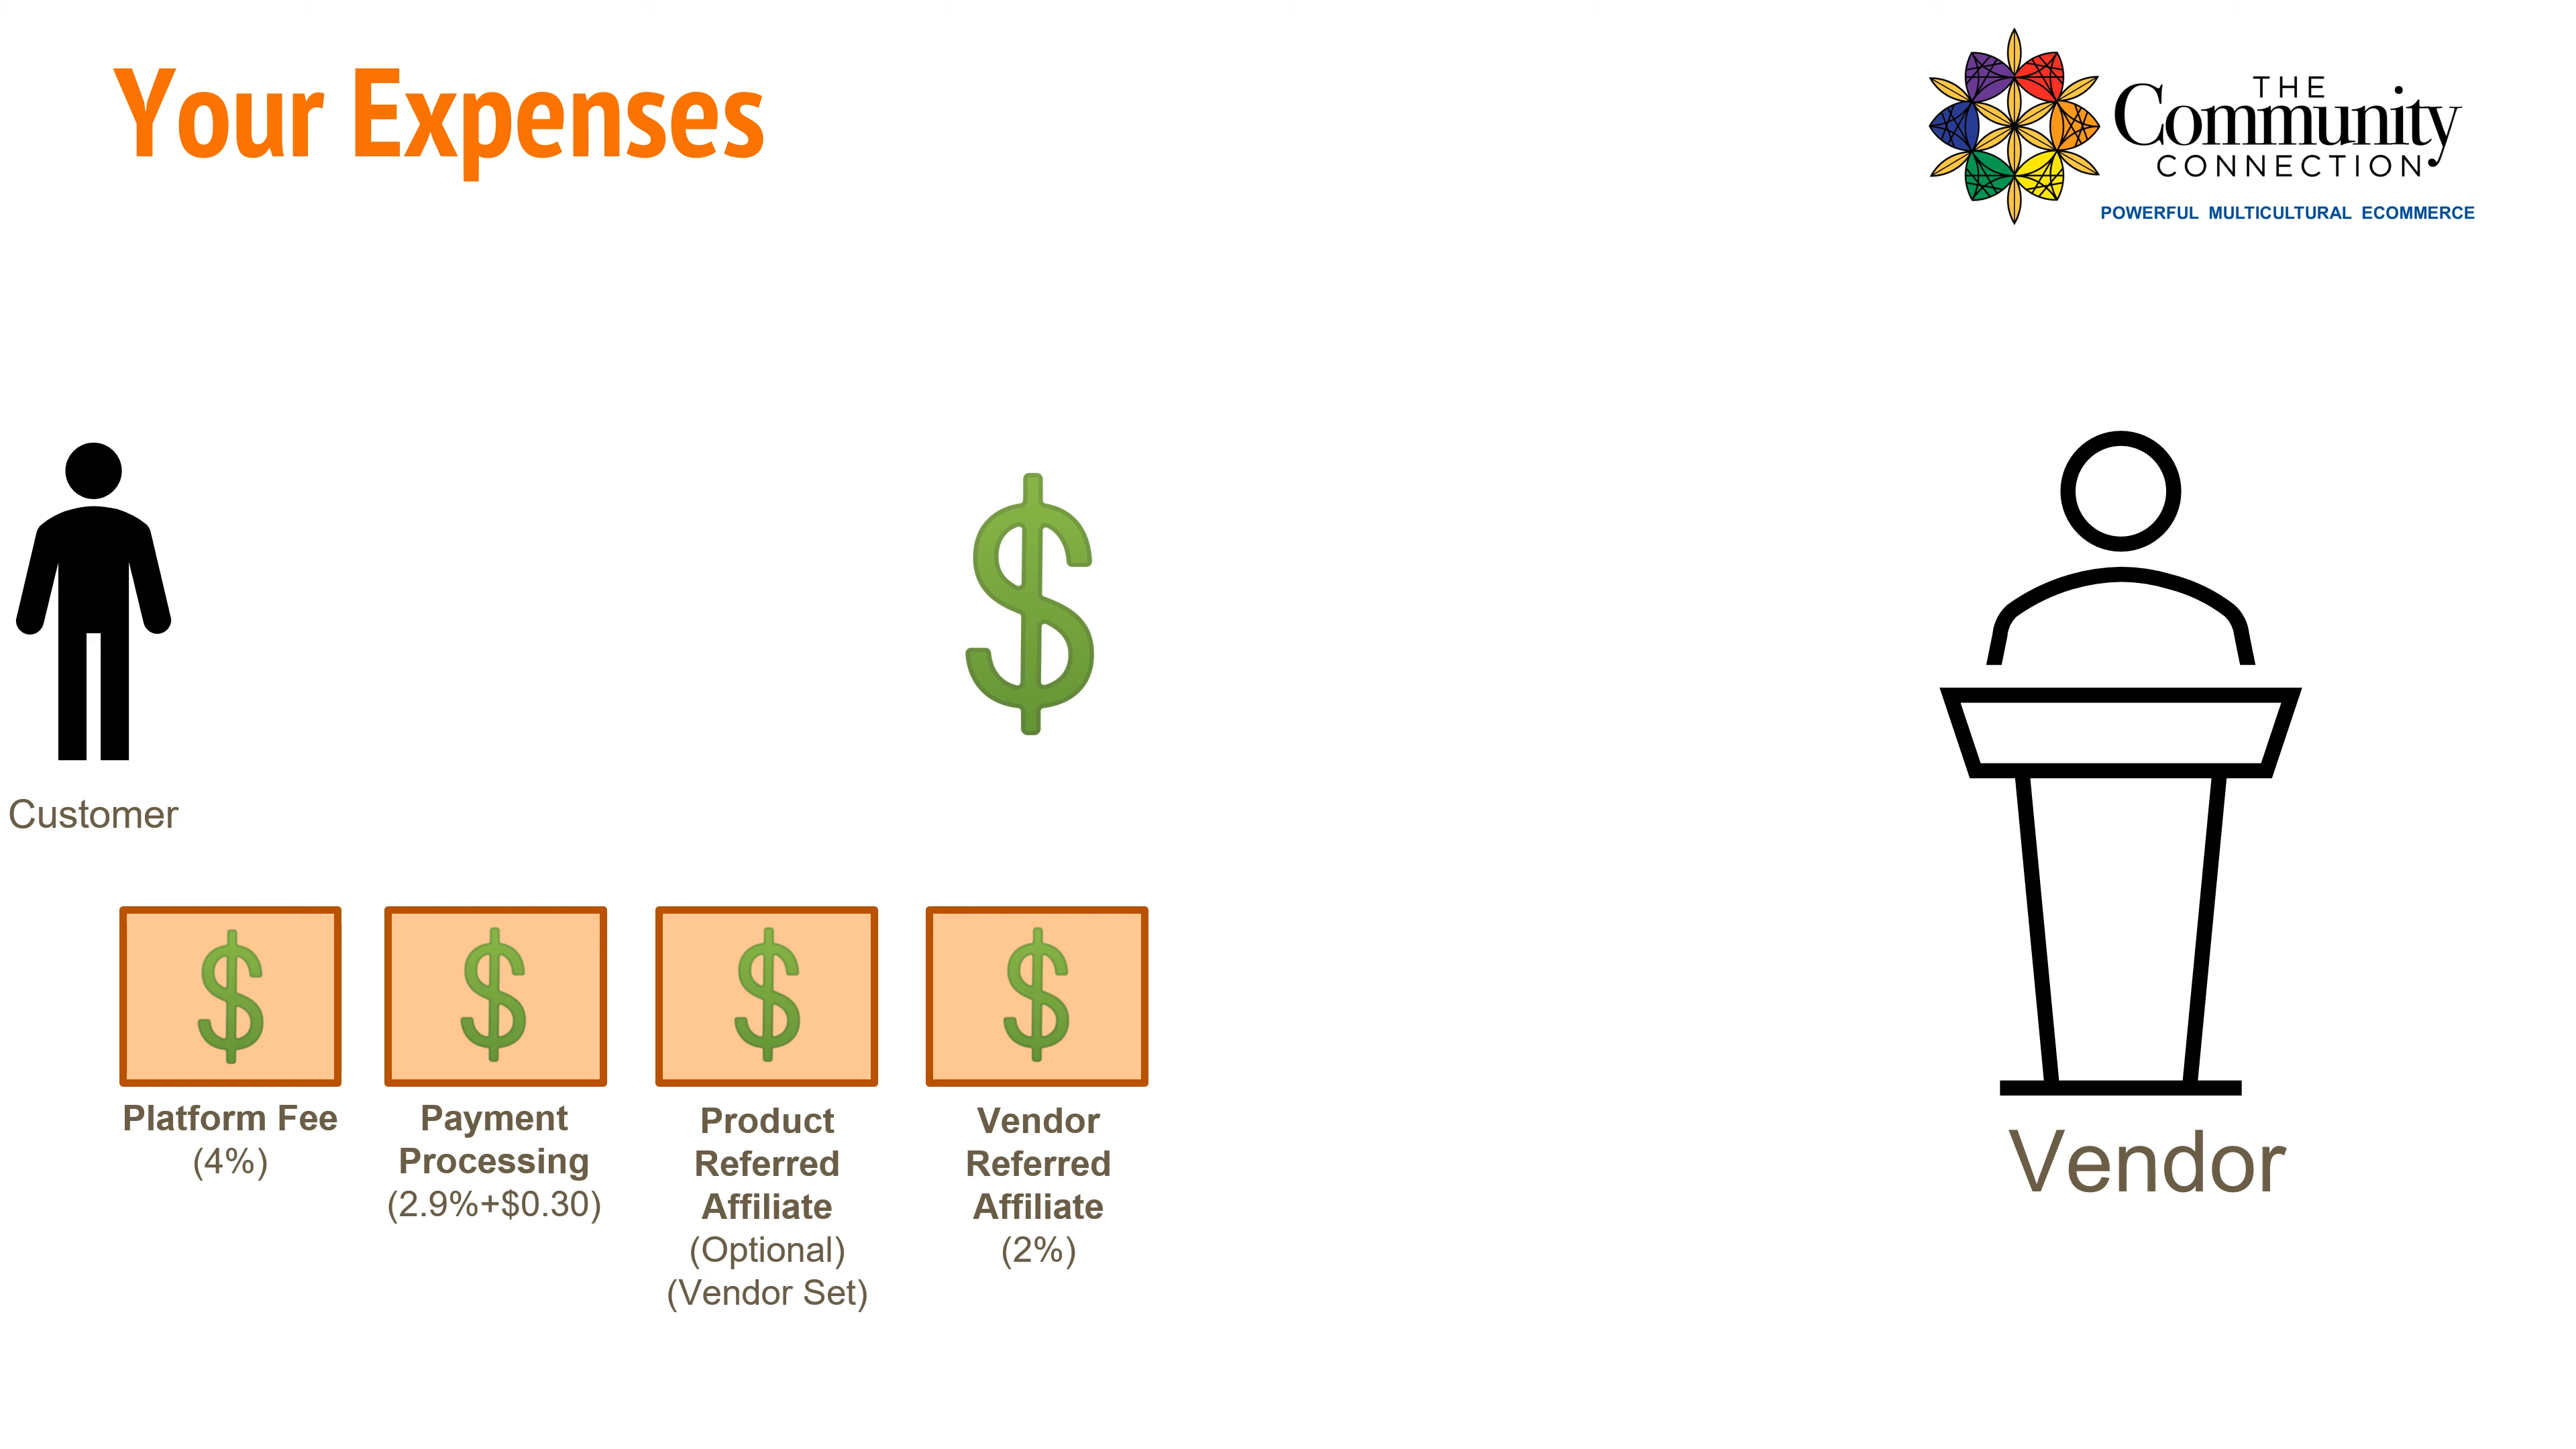 Your Expenses
THE
Community
CONNECTION
POWERFUL MULTICULTURAL ECOMMERCE
$
Customer
$
$
$
$
Platform Fee
(4%)
Payment
Processing
(2.9%+$0.30)
Product
Referred
Affiliate
(Optional)
(Vendor Set)
Vendor
Referred
Affiliate
(2%)
Vendor